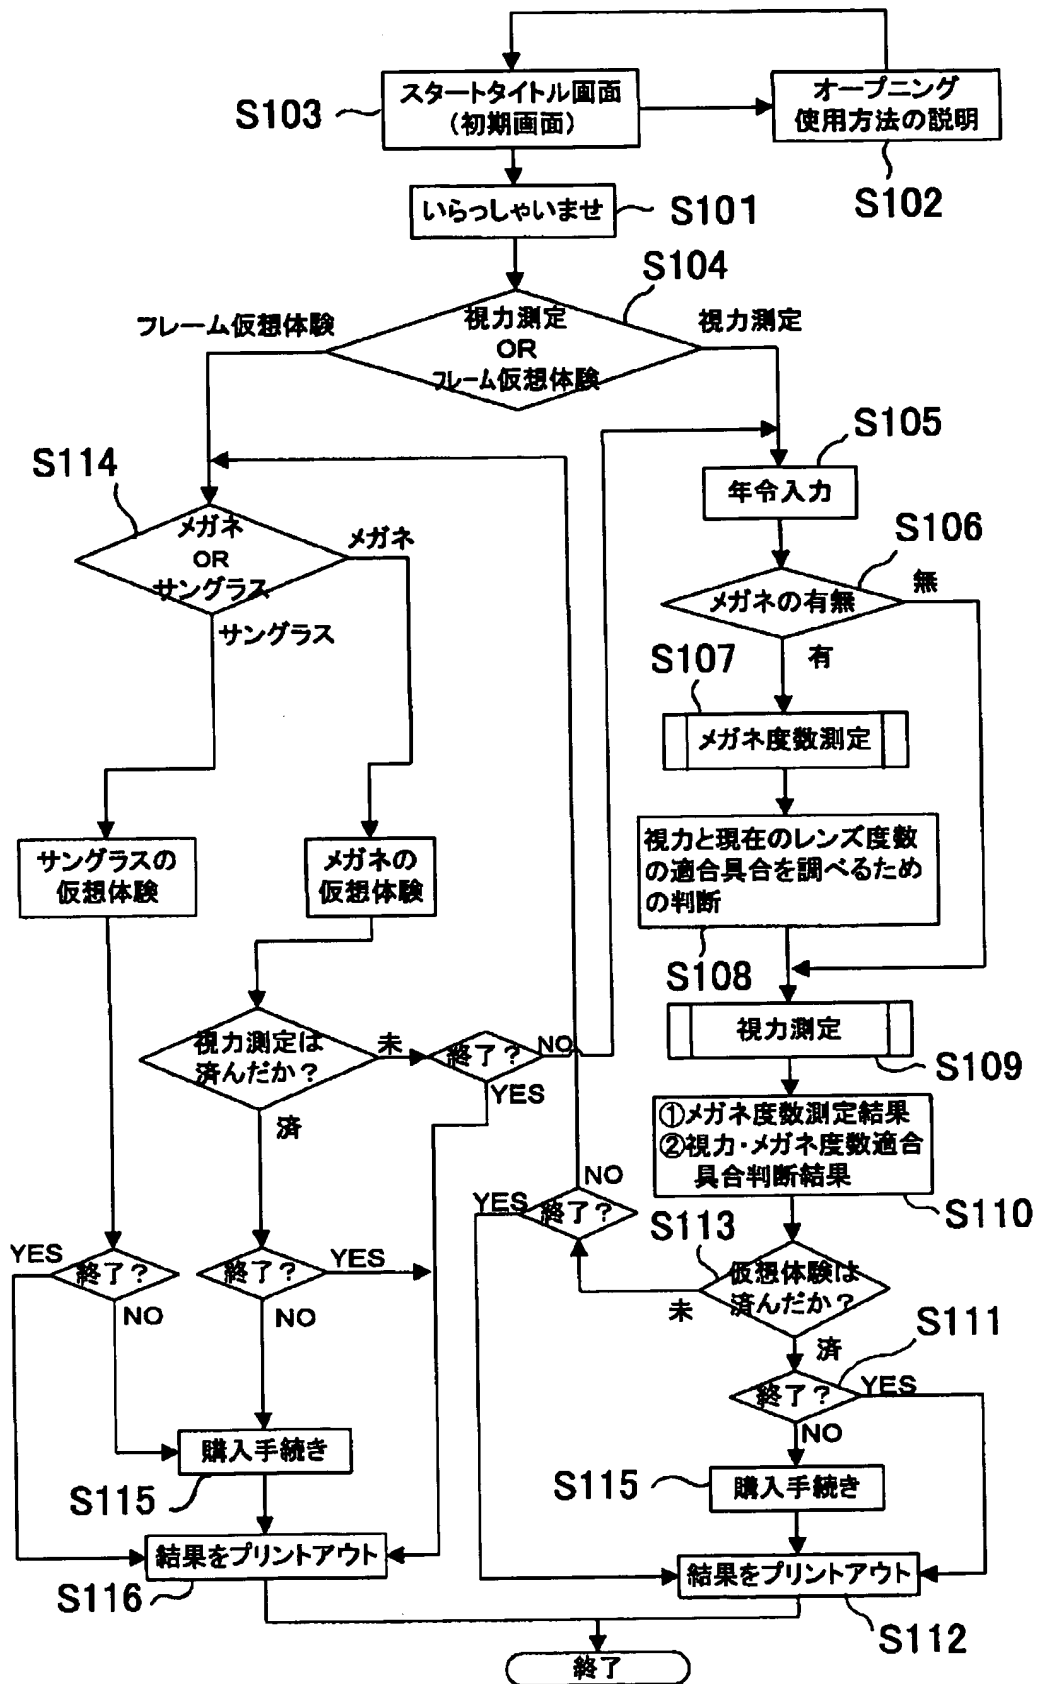 スタートタイトル画面
(初期画面)
S103
オープニング
使用方法の説明
S102
いらっしゃいませ
S101
S104
フレーム仮想体験
視力測定
OR
フレーム仮想体験
視力測定
S105
年令入力
S114
メガネ
OR
サングラス
メガネ
サングラス
S106
メガネの有無
無
有
S107
メガネ度数測定
サングラスの
仮想体験
メガネの
仮想体験
視力と現在のレンズ度数
の適合具合を調べるため
の判断
S108
視力測定
S109
視力測定は
済んだか?
未
終了?
NO
YES
済
①メガネ度数測定結果
②視力・メガネ度数適合
具合判断結果
S110
NO
YES
終了?
S113
仮想体験は
済んだか?
未
済
YES
終了?
NO
終了?
YES
NO
S111
終了?
YES
NO
購入手続き
S115
購入手続き
S115
結果をプリントアウト
S116
結果をプリントアウト
S112
終了